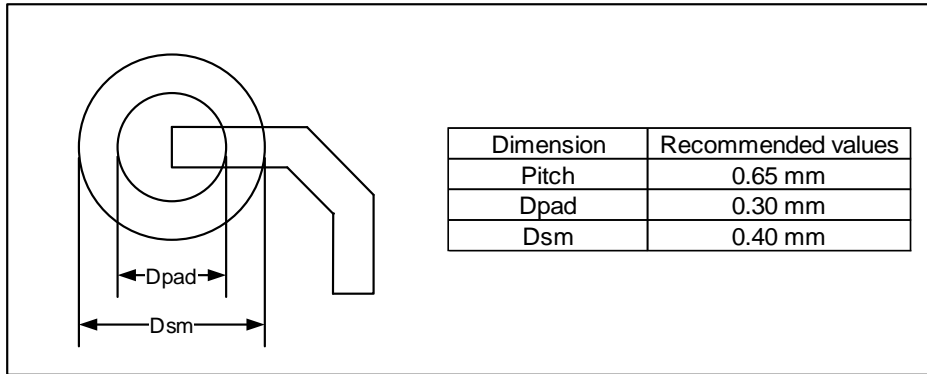 Dpad
Dsm
Dimension Recommended values
Pitch 0.65 mm
Dpad 0.30 mm
Dsm 0.40 mm